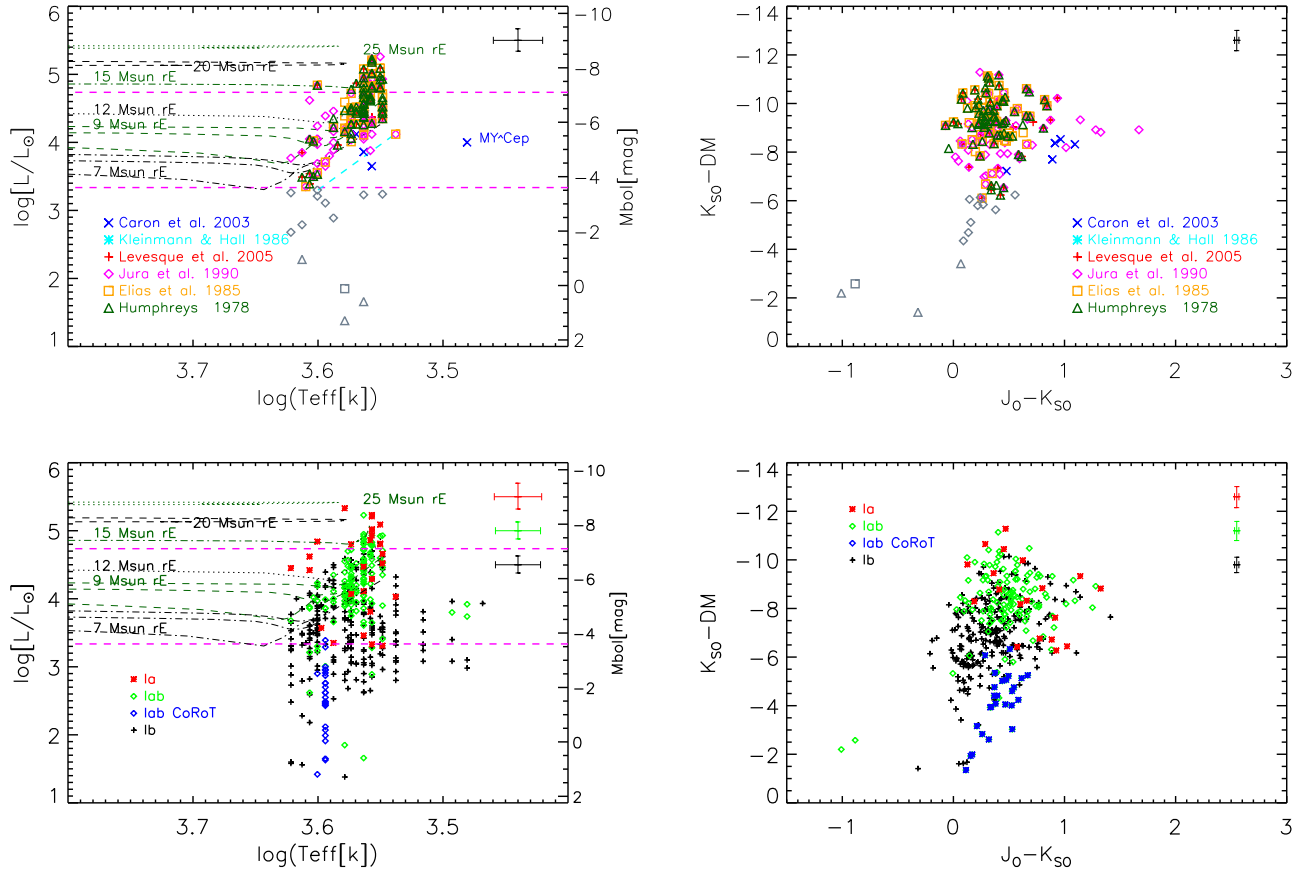 6
5
4
3
2
1
log[L/L⊙]
25 Msun rE
20 Msun rE
15 Msun rE
12 Msun rE
9 Msun rE
7 Msun rE
MY^Cep
Caron et al. 2003
Kleinmann & Hall 1986
Levesque et al. 2005
Jura et al. 1990
Elias et al. 1985
Humphreys 1978
-10
-8
-6
-4
-2
0
2
Mbol[mag]
3.7
3.6
3.5
log(Teff[k])
-14
-12
-10
-8
-6
-4
-2
0
K_SO-DM
Caron et al. 2003
Kleinmann & Hall 1986
Levesque et al. 2005
Jura et al. 1990
Elias et al. 1985
Humphreys 1978
-1
0
1
2
3
J_O-K_SO
6
5
4
3
2
1
log[L/L⊙]
25 Msun rE
20 Msun rE
15 Msun rE
12 Msun rE
9 Msun rE
7 Msun rE
Ia
Iab
Iab CoRoT
Ib
-10
-8
-6
-4
-2
0
2
Mbol[mag]
3.7
3.6
3.5
log(Teff[k])
-14
-12
-10
-8
-6
-4
-2
0
K_SO-DM
Ia
Iab
Iab CoRoT
Ib
-1
0
1
2
3
J_O-K_SO